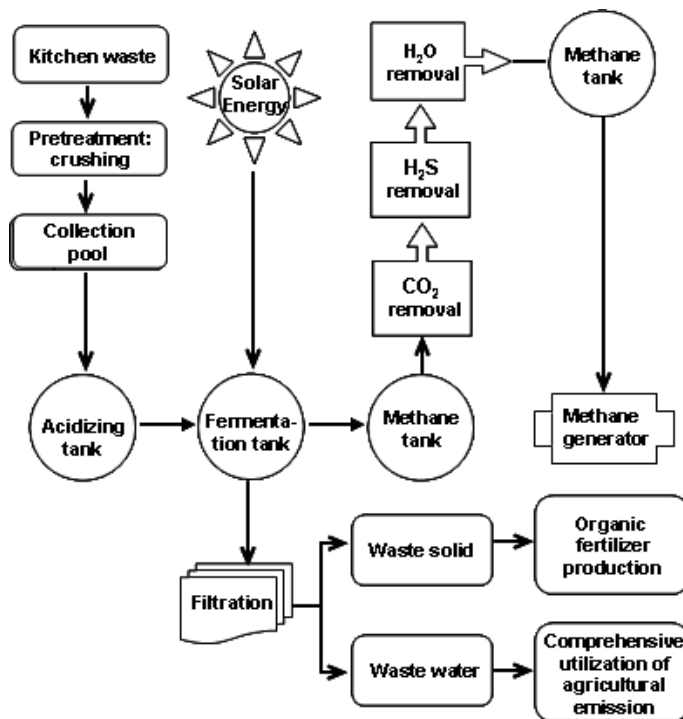 Kitchen waste
Pretreatment:
crushing
Collection
pool
Solar
Energy
H₂O
removal
Methane
tank
H₂S
removal
CO₂
removal
Acidizing
tank
Fermenta-
tion tank
Methane
tank
Methane
generator
Filtration
Waste solid
Organic
fertilizer
production
Waste water
Comprehensive
utilization of
agricultural
emission